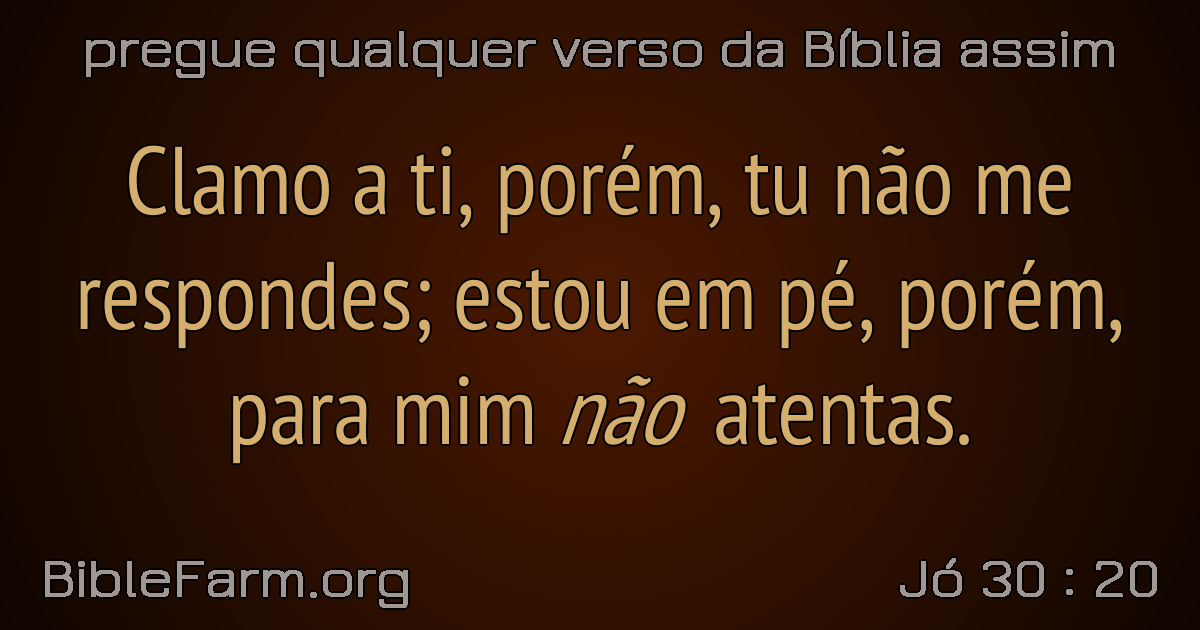 pregue qualquer verso da Bíblia assim
Clamo a ti, porém, tu não me
respondes; estou em pé, porém,
para mim não atentas.
BibleFarm.org
Jó 30 : 20